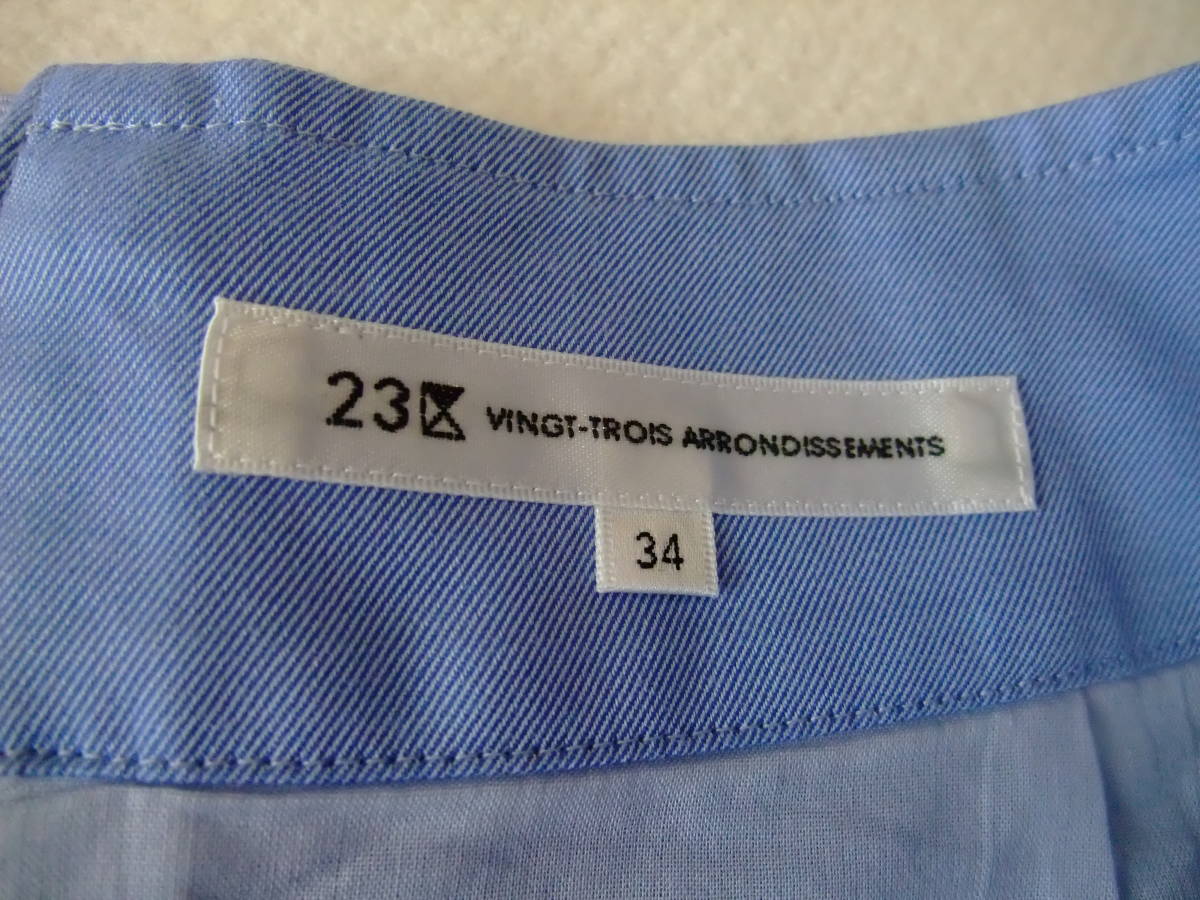 23区 VINGT-TROIS ARRONDISSEMENTS
34